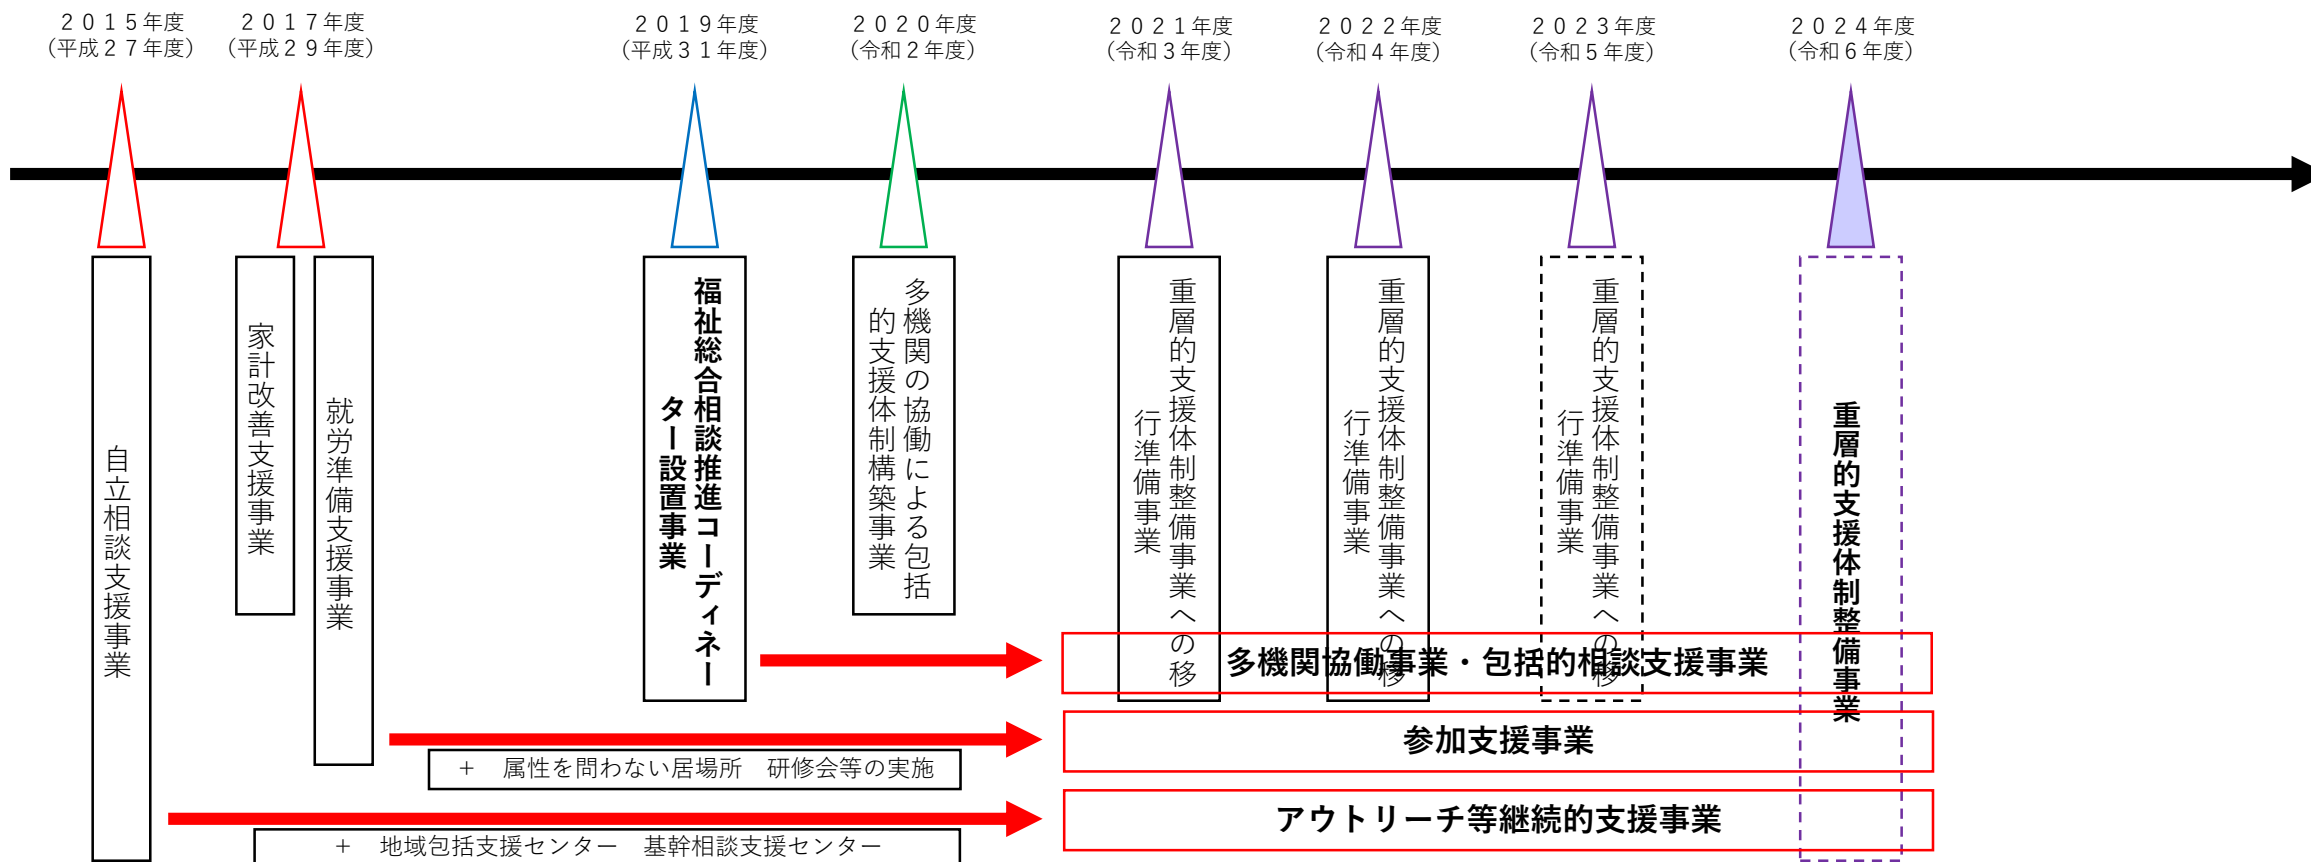 ２０１５年度
（平成２７年度）
２０１７年度
（平成２９年度）
２０１９年度
（平成３１年度）
２０２０年度
（令和２年度）
２０２１年度
（令和３年度）
２０２２年度
（令和４年度）
２０２３年度
（令和５年度）
２０２４年度
（令和６年度）
自立相談支援事業
家計改善支援事業
就労準備支援事業
福祉総合相談推進コーディネー
ター設置事業
多機関の協働による包括
的支援体制構築事業
重層的支援体制整備事業への移
行準備事業
重層的支援体制整備事業への移
行準備事業
重層的支援体制整備事業への移
行準備事業
重層的支援体制整備事業
多機関協働事業・包括的相談支援事業
参加支援事業
＋　属性を問わない居場所　研修会等の実施
アウトリーチ等継続的支援事業
＋　地域包括支援センター　基幹相談支援センター